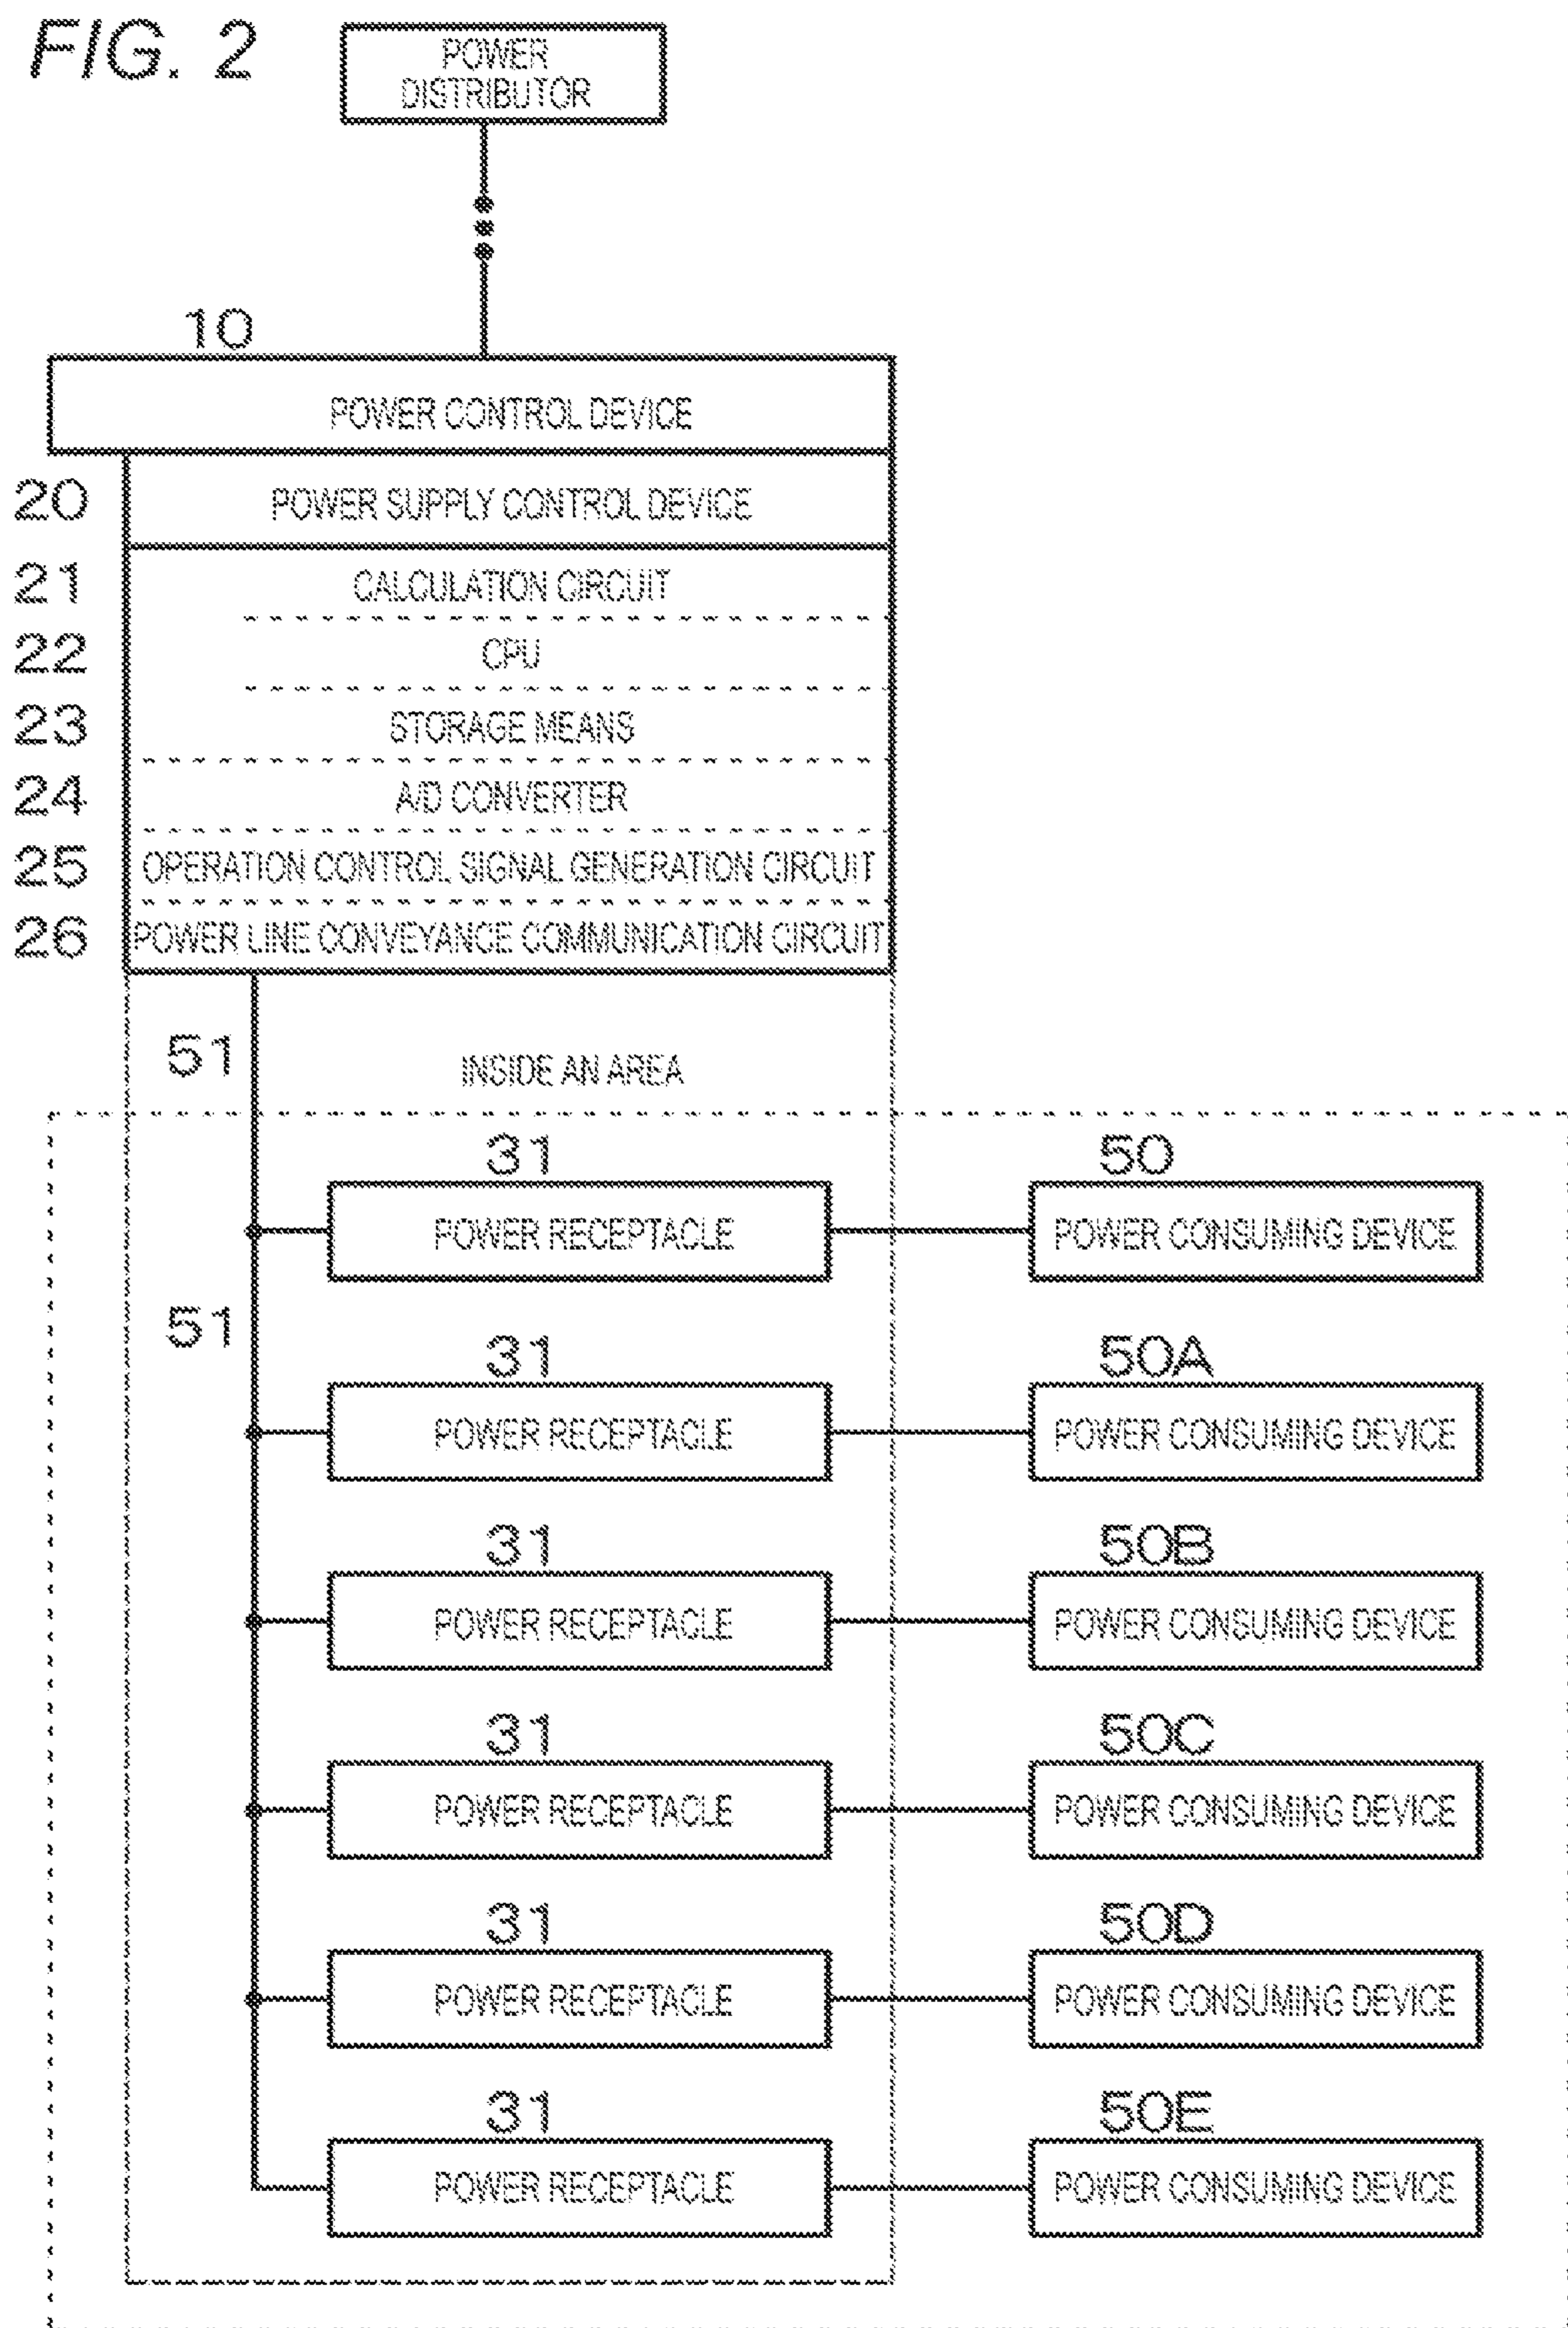 FIG. 2
POWER
DISTRIBUTOR
10
POWER CONTROL DEVICE
20
POWER SUPPLY CONTROL DEVICE
21
CALCULATION CIRCUIT
22
CPU
23
STORAGE MEANS
24
A/D CONVERTER
25
OPERATION CONTROL SIGNAL GENERATION CIRCUIT
26
POWER LINE CONVEYANCE COMMUNICATION CIRCUIT
51
INSIDE AN AREA
31
50
POWER RECEPTACLE
POWER CONSUMING DEVICE
51
31
50A
POWER RECEPTACLE
POWER CONSUMING DEVICE
31
50B
POWER RECEPTACLE
POWER CONSUMING DEVICE
31
50C
POWER RECEPTACLE
POWER CONSUMING DEVICE
31
50D
POWER RECEPTACLE
POWER CONSUMING DEVICE
31
50E
POWER RECEPTACLE
POWER CONSUMING DEVICE